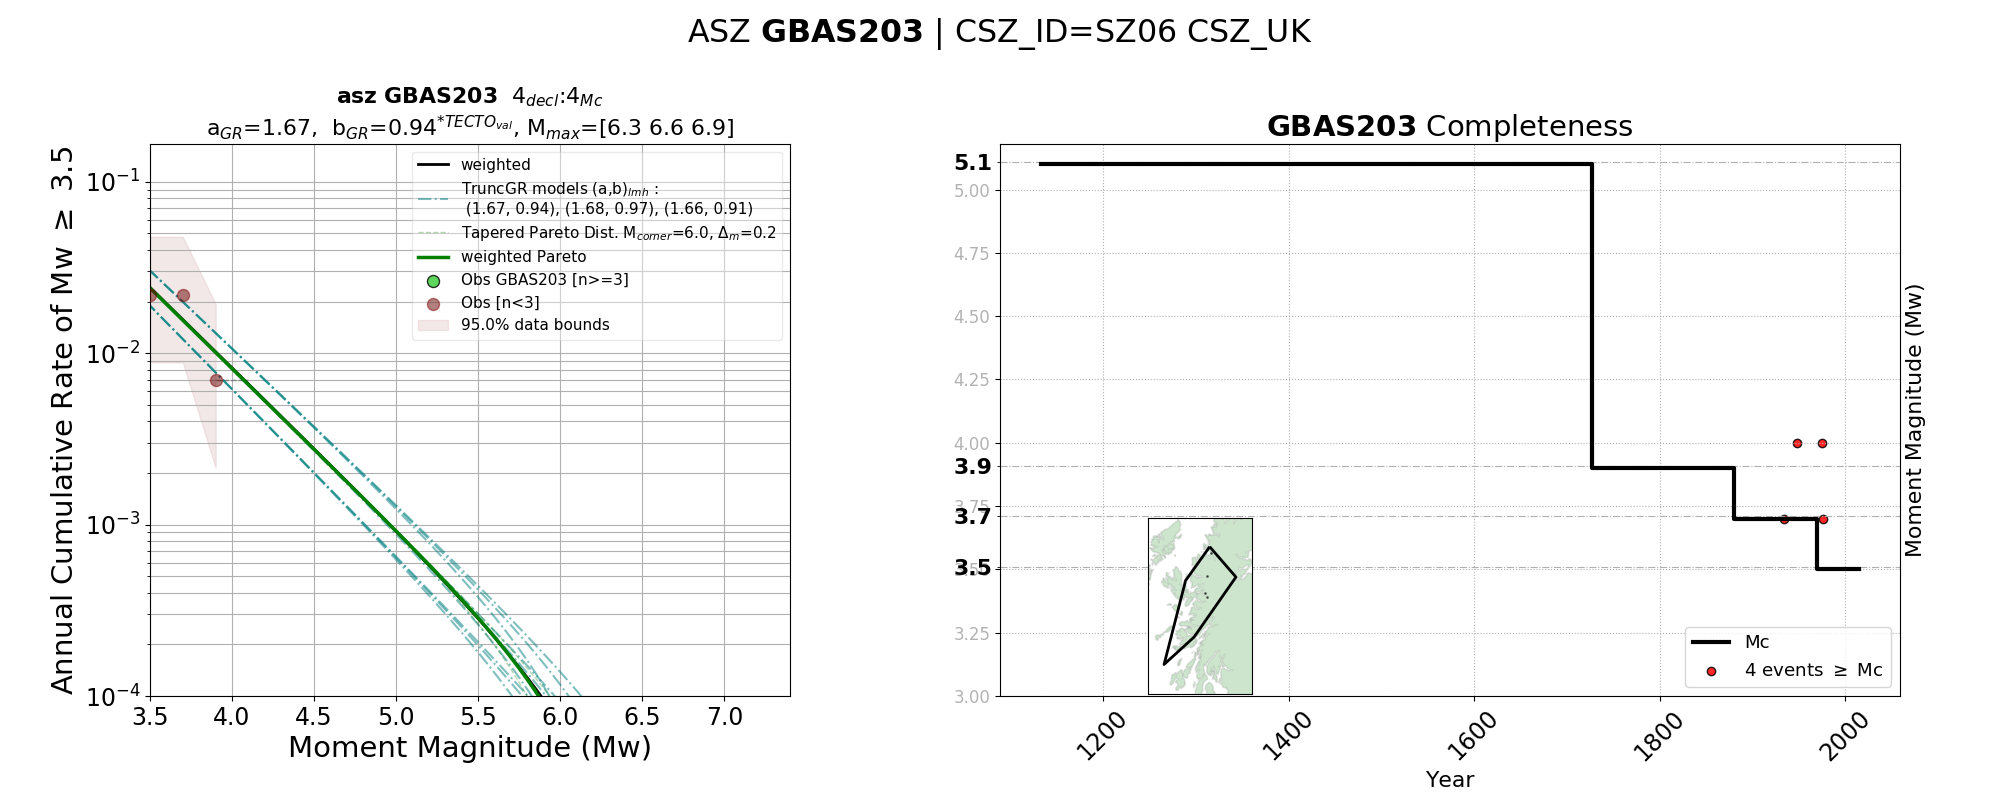 ASZ GBAS203 | CSZ_ID=SZ06 CSZ_UK
asz GBAS203 4decl:4Mc
aGR=1.67, bGR=0.94*TECTOval, Mmax=[6.3 6.6 6.9]
Annual Cumulative Rate of Mw ≥ 3.5
10−1
10−2
10−3
10−4
weighted
TruncGR models (a,b)lmh :
(1.67, 0.94), (1.68, 0.97), (1.66, 0.91)
Tapered Pareto Dist. Mcorner=6.0, Δm=0.2
weighted Pareto
Obs GBAS203 [n>=3]
Obs [n<3]
95.0% data bounds
3.5 4.0 4.5 5.0 5.5 6.0 6.5 7.0
Moment Magnitude (Mw)
GBAS203 Completeness
5.1
5.00
4.75
4.50
4.25
4.00
3.9
3.75
3.7
3.5
3.25
3.00
Moment Magnitude (Mw)
Mc
4 events ≥ Mc
1200 1400 1600 1800 2000
Year